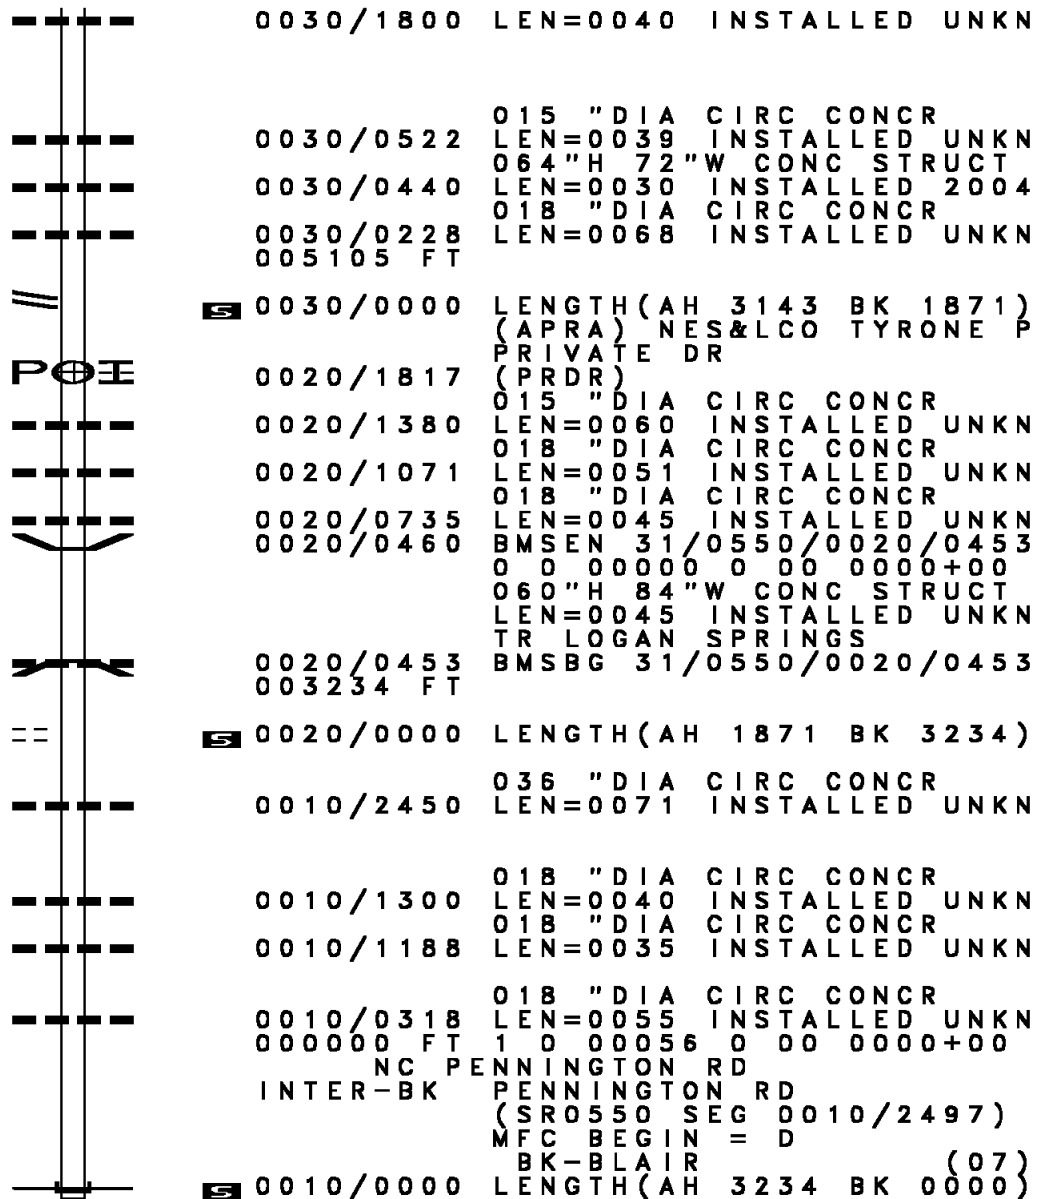 0030/1800 LEN=0040 INSTALLED UNKN
015 "DIA CIRC CONCR
0030/0522 LEN=0039 INSTALLED UNKN
064"H 72"W CONC STRUCT
0030/0440 LEN=0030 INSTALLED 2004
018 "DIA CIRC CONCR
0030/0228 LEN=0068 INSTALLED UNKN
005105 FT
S 0030/0000 LENGTH(AH 3143 BK 1871)
(APRA) NES&LCO TYRONE P
PRIVATE DR
POI 0020/1817 (PRDR)
015 "DIA CIRC CONCR
0020/1380 LEN=0060 INSTALLED UNKN
018 "DIA CIRC CONCR
0020/1071 LEN=0051 INSTALLED UNKN
018 "DIA CIRC CONCR
0020/0735 LEN=0045 INSTALLED UNKN
0020/0460 BMSEN 31/0550/0020/0453
0 0 00000 0 00 0000+00
060"H 84"W CONC STRUCT
LEN=0045 INSTALLED UNKN
TR LOGAN SPRINGS
0020/0453 BMSBG 31/0550/0020/0453
003234 FT
S 0020/0000 LENGTH(AH 1871 BK 3234)
036 "DIA CIRC CONCR
0010/2450 LEN=0071 INSTALLED UNKN
018 "DIA CIRC CONCR
0010/1300 LEN=0040 INSTALLED UNKN
018 "DIA CIRC CONCR
0010/1188 LEN=0035 INSTALLED UNKN
018 "DIA CIRC CONCR
0010/0318 LEN=0055 INSTALLED UNKN
000000 FT 1 0 00056 0 00 0000+00
NC PENNINGTON RD
INTER-BK PENNINGTON RD
(SR0550 SEG 0010/2497)
MFC BEGIN = D
BK-BLAIR (07)
S 0010/0000 LENGTH(AH 3234 BK 0000)